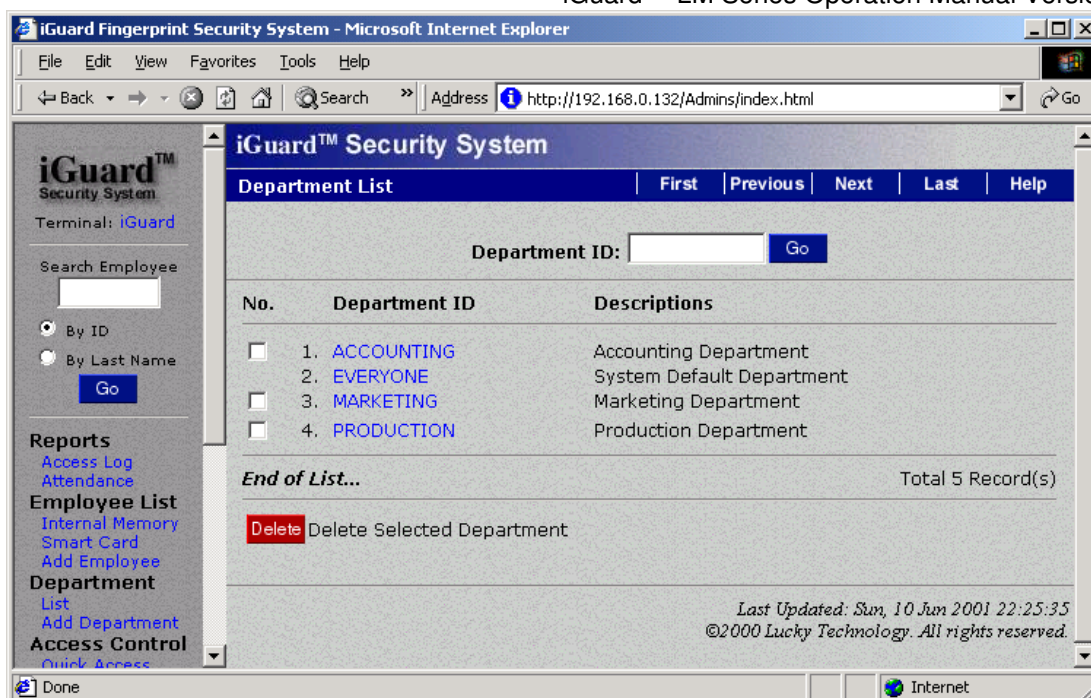 iGuard™ LM Series Operation Manual Versi
iGuard Fingerprint Security System - Microsoft Internet Explorer
File Edit View Favorites Tools Help
Back Search » Address http://192.168.0.132/Admins/index.html Go
iGuard™
Security System
Terminal: iGuard
Search Employee
By ID
By Last Name
Go
Reports
Access Log
Attendance
Employee List
Internal Memory
Smart Card
Add Employee
Department
List
Add Department
Access Control
Quick Access
iGuard™ Security System
Department List First Previous Next Last Help
Department ID: Go
No. Department ID Descriptions
1. ACCOUNTING Accounting Department
2. EVERYONE System Default Department
3. MARKETING Marketing Department
4. PRODUCTION Production Department
End of List... Total 5 Record(s)
Delete Delete Selected Department
Last Updated: Sun, 10 Jun 2001 22:25:35
©2000 Lucky Technology. All rights reserved.
Done Internet